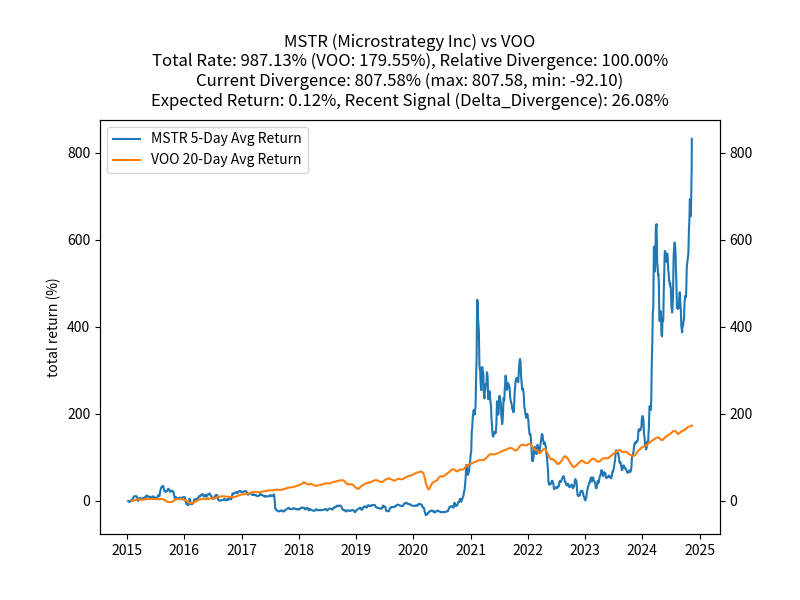 MSTR (Microstrategy Inc) vs VOO
Total Rate: 987.13% (VOO: 179.55%), Relative Divergence: 100.00%
Current Divergence: 807.58% (max: 807.58, min: -92.10)
Expected Return: 0.12%, Recent Signal (Delta_Divergence): 26.08%
MSTR 5-Day Avg Return
VOO 20-Day Avg Return
total return (%)
800
600
400
200
0
800
600
400
200
0
2015 2016 2017 2018 2019 2020 2021 2022 2023 2024 2025